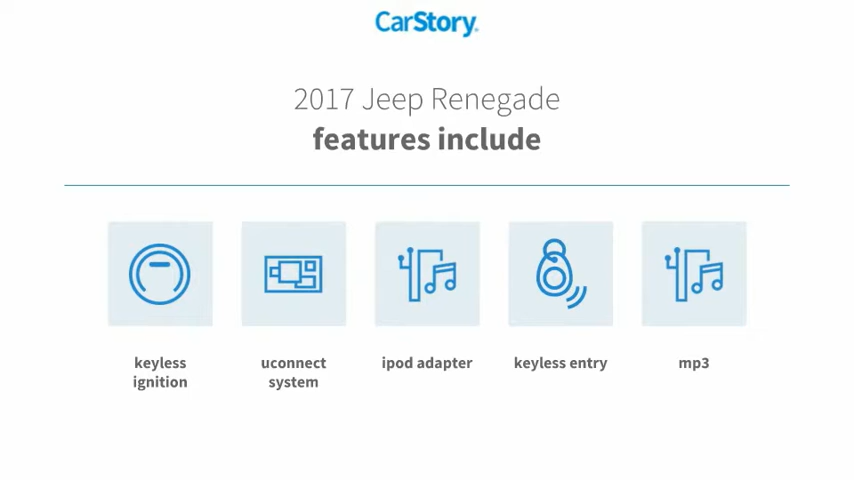 CarStory.
2017 Jeep Renegade
features include
keyless
ignition
uconnect
system
ipod adapter
keyless entry
mp3